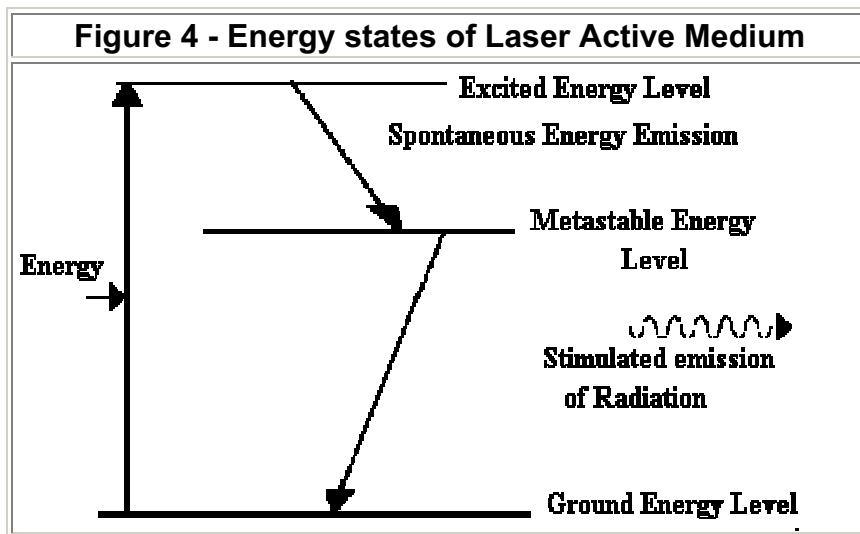 Figure 4 - Energy states of Laser Active Medium
Excited Energy Level
Spontaneous Energy Emission
Metastable Energy
Level
Energy
Stimulated emission
of Radiation
Ground Energy Level